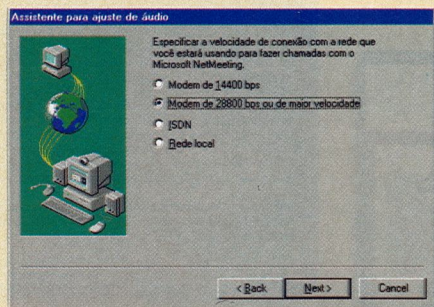 Assistente para ajuste de áudio
Especificar a velocidade de conexão com a rede que
você estará usando para fazer chamadas com o
Microsoft NetMeeting.
Modem de 14400 bps
Modem de 28800 bps ou de maior velocidade
ISDN
Rede local
< Back
Next >
Cancel